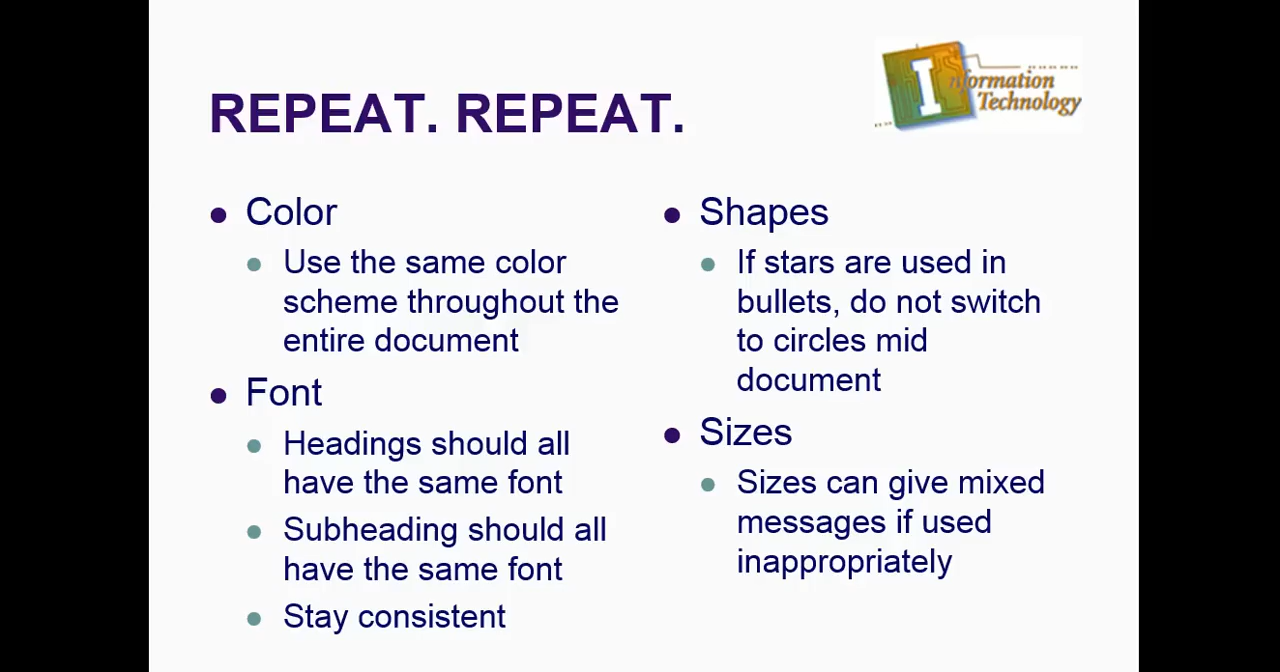 REPEAT. REPEAT.
Information
Technology
Color
Use the same color
scheme throughout the
entire document
Font
Headings should all
have the same font
Subheading should all
have the same font
Stay consistent
Shapes
If stars are used in
bullets, do not switch
to circles mid
document
Sizes
Sizes can give mixed
messages if used
inappropriately